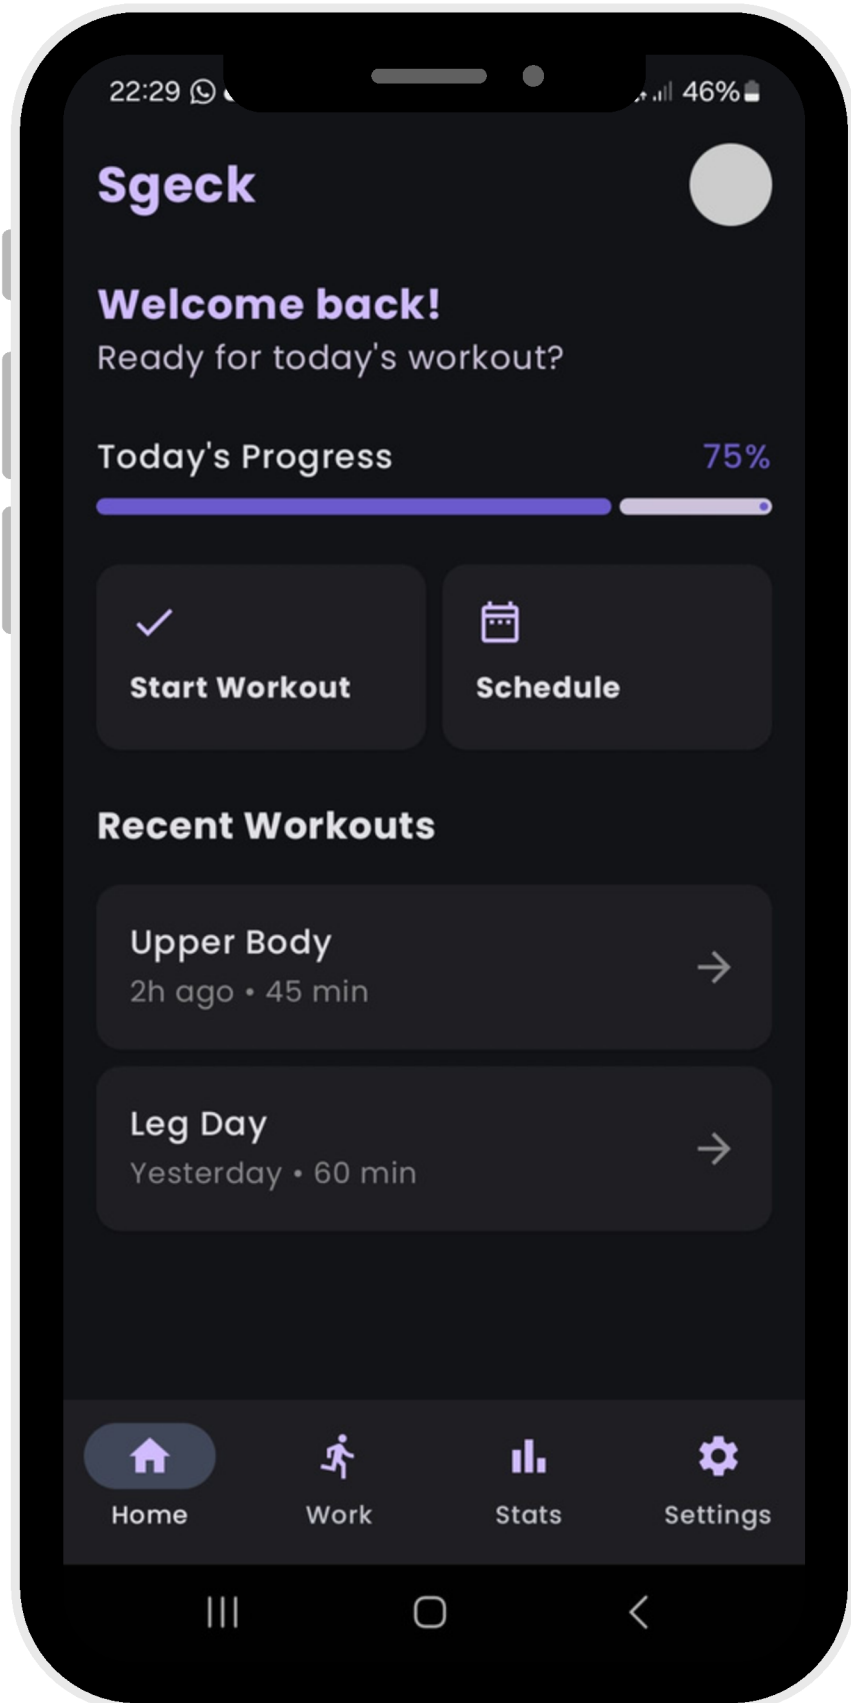 22:29 46%
Sgeck
Welcome back!
Ready for today's workout?
Today's Progress 75%
Start Workout Schedule
Recent Workouts
Upper Body
2h ago • 45 min
Leg Day
Yesterday • 60 min
Home Work Stats Settings